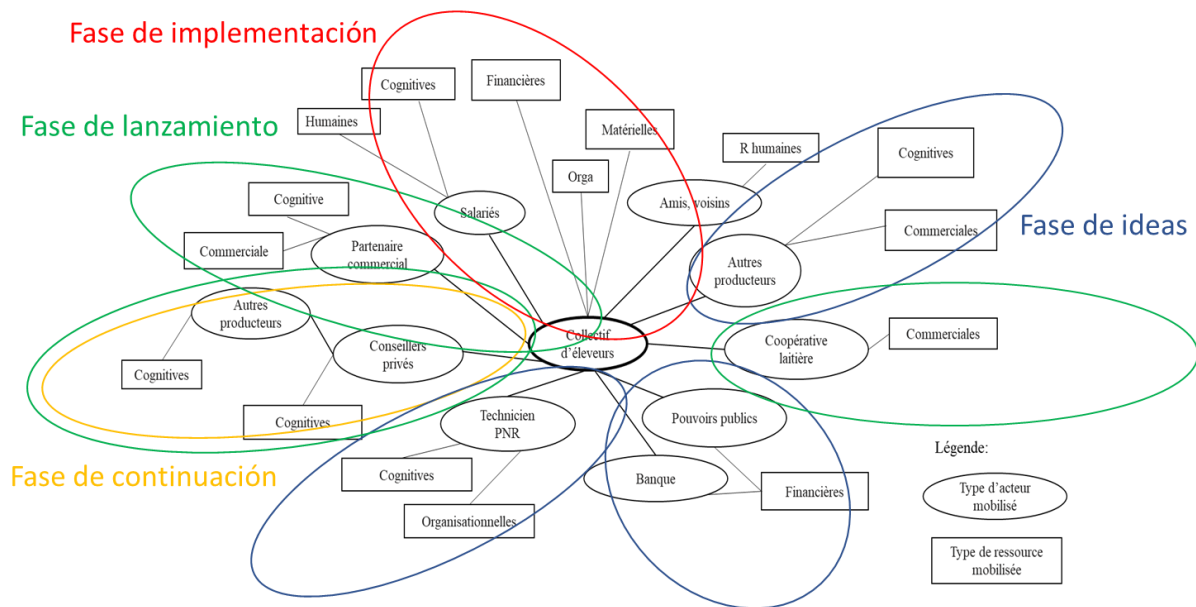 Fase de implementación
Cognitives
Financières
Humaines
Fase de lanzamiento
Matérielles
R humaines
Cognitives
Orga
Cognitive
Salariés
Amis, voisins
Fase de ideas
Commerciales
Commerciale
Partenaire
commercial
Autres
producteurs
Autres
producteurs
Collectif
d'éleveurs
Coopérative
laitière
Commerciales
Conseillers
privés
Cognitives
Cognitives
Technicien
PNR
Pouvoirs publics
Légende:
Fase de continuación
Cognitives
Banque
Financières
Type d'acteur
mobilisé
Organisationnelles
Type de ressource
mobilisée